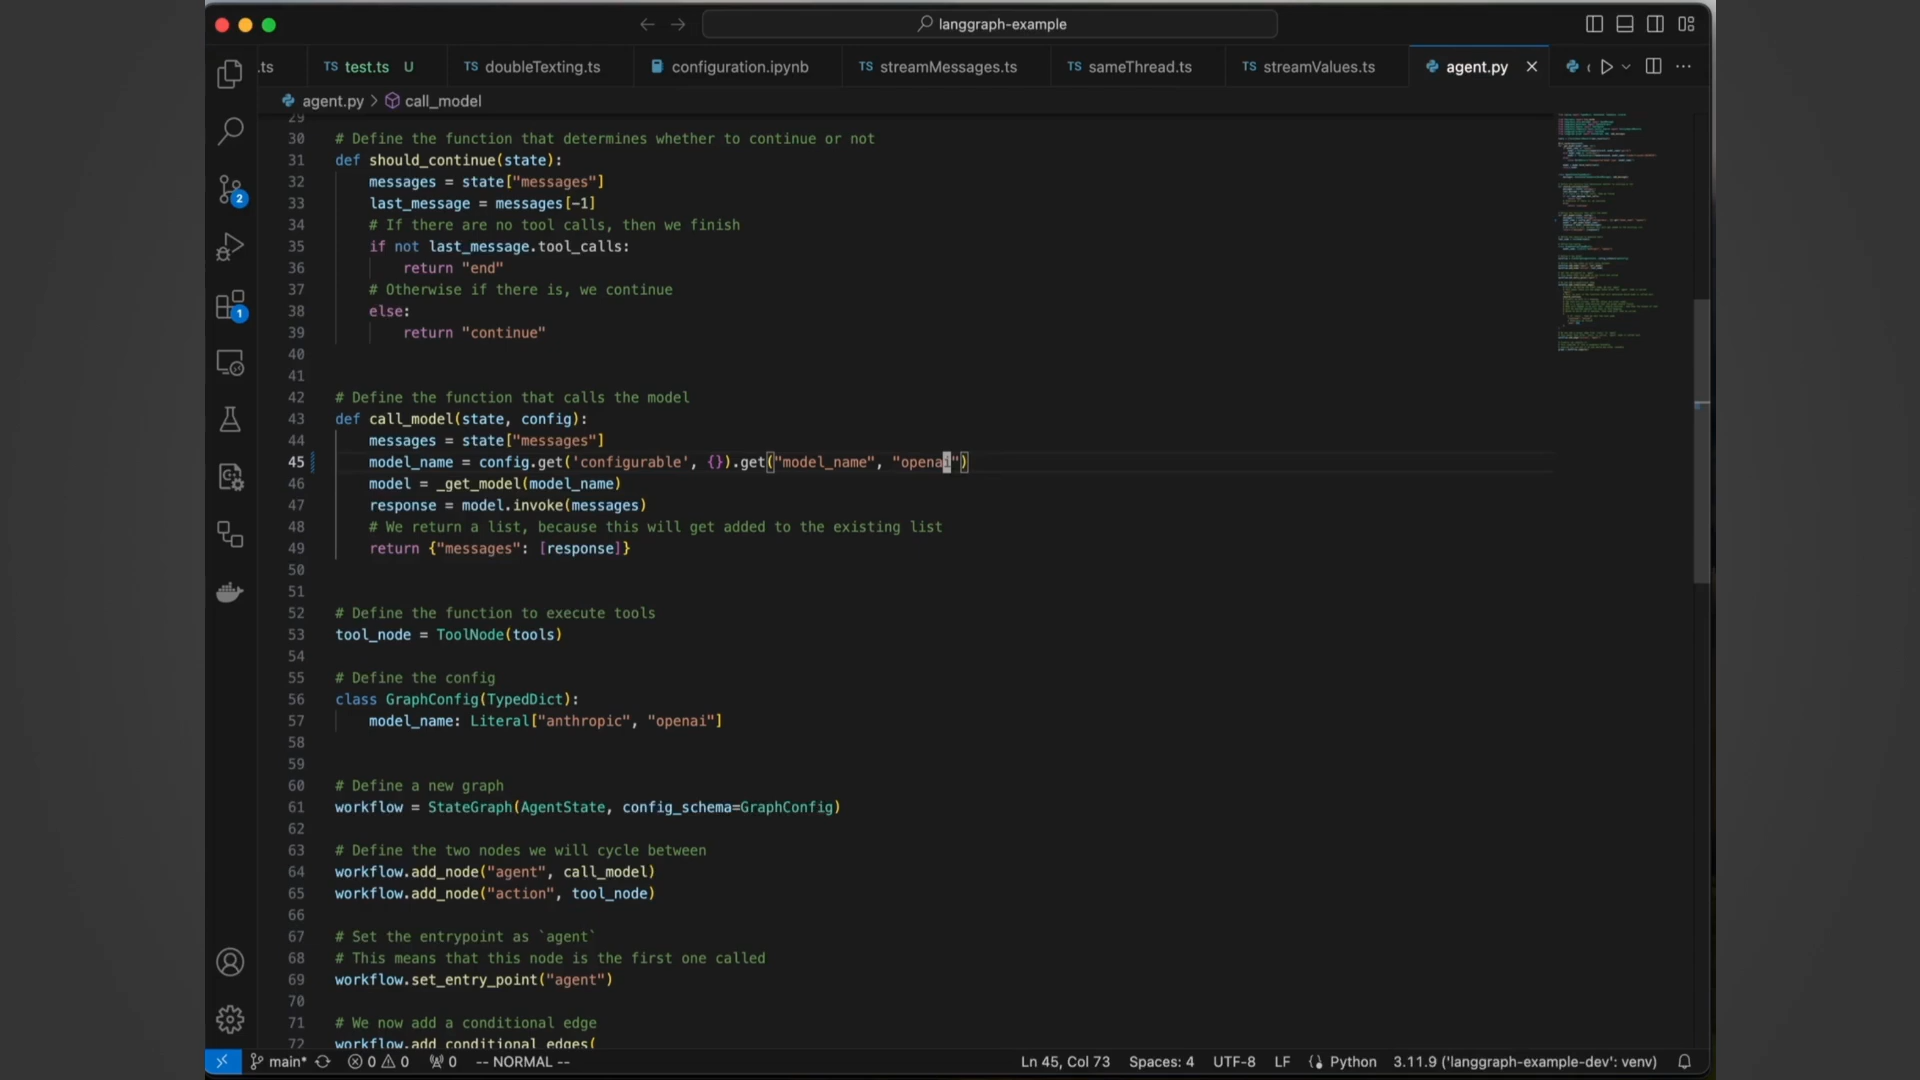 langgraph-example
.ts
TS test.ts U
TS doubleTexting.ts
configuration.ipynb
TS streamMessages.ts
TS sameThread.ts
TS streamValues.ts
agent.py
agent.py > call_model
29
30 # Define the function that determines whether to continue or not
31 def should_continue(state):
32 messages = state["messages"]
33 last_message = messages[-1]
34 # If there are no tool calls, then we finish
35 if not last_message.tool_calls:
36 return "end"
37 # Otherwise if there is, we continue
38 else:
39 return "continue"
40
41
42 # Define the function that calls the model
43 def call_model(state, config):
44 messages = state["messages"]
45 model_name = config.get('configurable', {}).get("model_name", "openai")
46 model = _get_model(model_name)
47 response = model.invoke(messages)
48 # We return a list, because this will get added to the existing list
49 return {"messages": [response]}
50
51
52 # Define the function to execute tools
53 tool_node = ToolNode(tools)
54
55 # Define the config
56 class GraphConfig(TypedDict):
57 model_name: Literal["anthropic", "openai"]
58
59
60 # Define a new graph
61 workflow = StateGraph(AgentState, config_schema=GraphConfig)
62
63 # Define the two nodes we will cycle between
64 workflow.add_node("agent", call_model)
65 workflow.add_node("action", tool_node)
66
67 # Set the entrypoint as `agent`
68 # This means that this node is the first one called
69 workflow.set_entry_point("agent")
70
71 # We now add a conditional edge
72 workflow.add_conditional_edges(
2
1
main* 0 0 0 -- NORMAL -- Ln 45, Col 73 Spaces: 4 UTF-8 LF Python 3.11.9 ('langgraph-example-dev': venv)